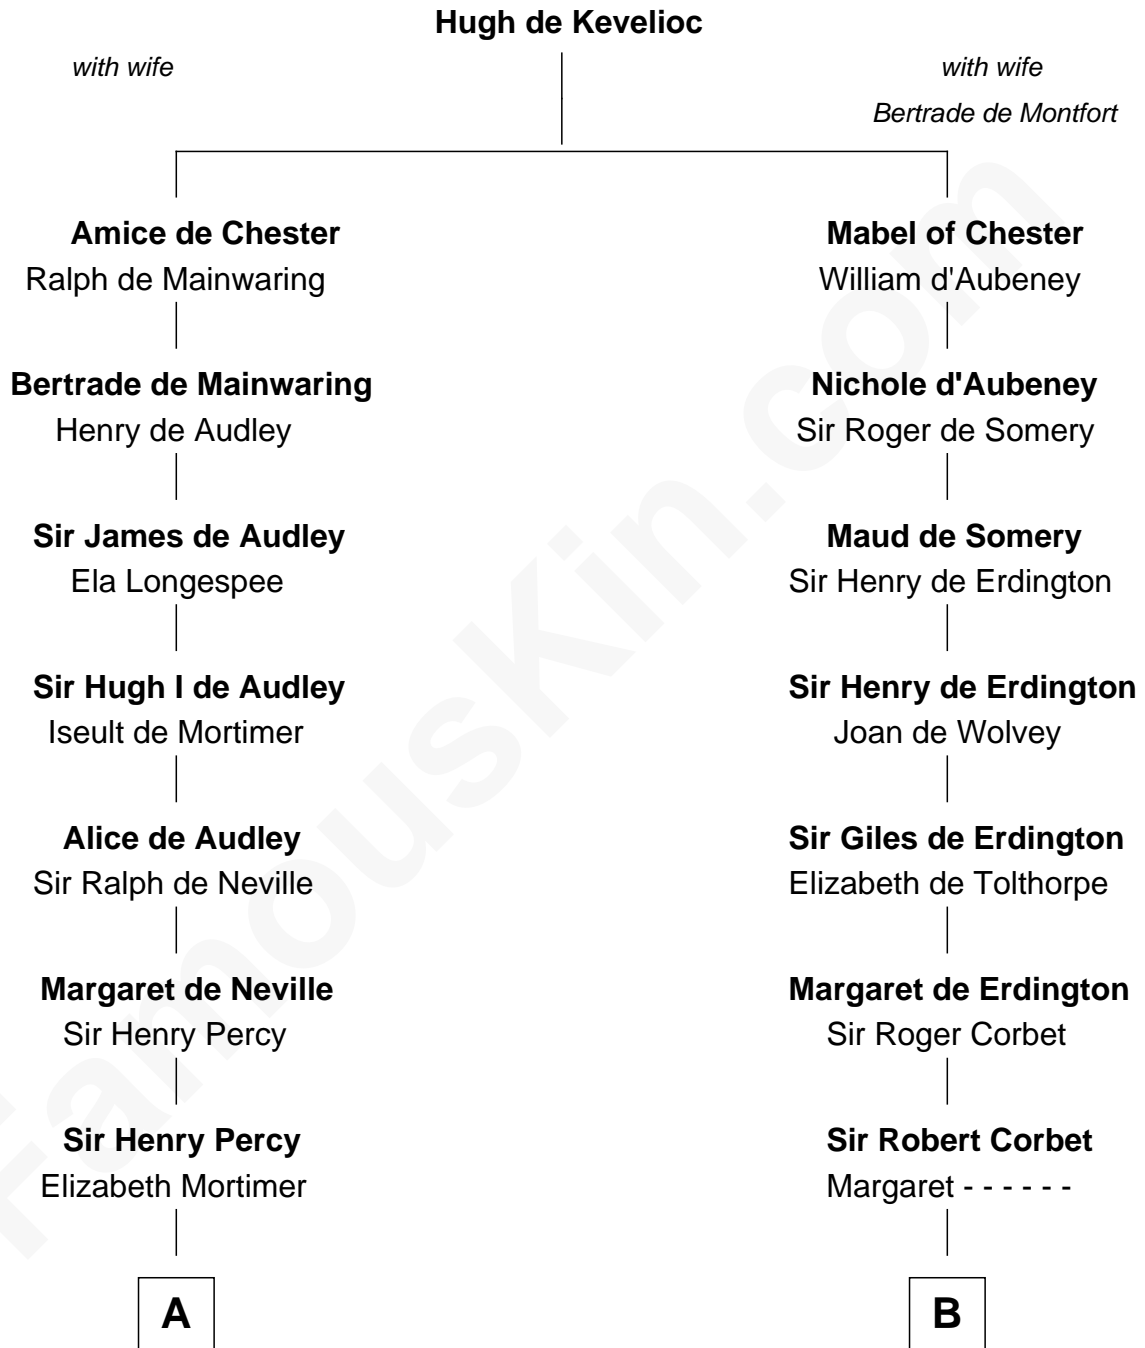 Hugh de Kevelioc
with wife
with wife
Bertrade de Montfort
Amice de Chester
Ralph de Mainwaring
Mabel of Chester
William d'Aubeney
Bertrade de Mainwaring
Henry de Audley
Nichole d'Aubeney
Sir Roger de Somery
Sir James de Audley
Ela Longespee
Maud de Somery
Sir Henry de Erdington
Sir Hugh I de Audley
Iseult de Mortimer
Sir Henry de Erdington
Joan de Wolvey
Alice de Audley
Sir Ralph de Neville
Sir Giles de Erdington
Elizabeth de Tolthorpe
Margaret de Neville
Sir Henry Percy
Margaret de Erdington
Sir Roger Corbet
Sir Henry Percy
Elizabeth Mortimer
Sir Robert Corbet
Margaret - - - - - -
A
B
FamousKin.com